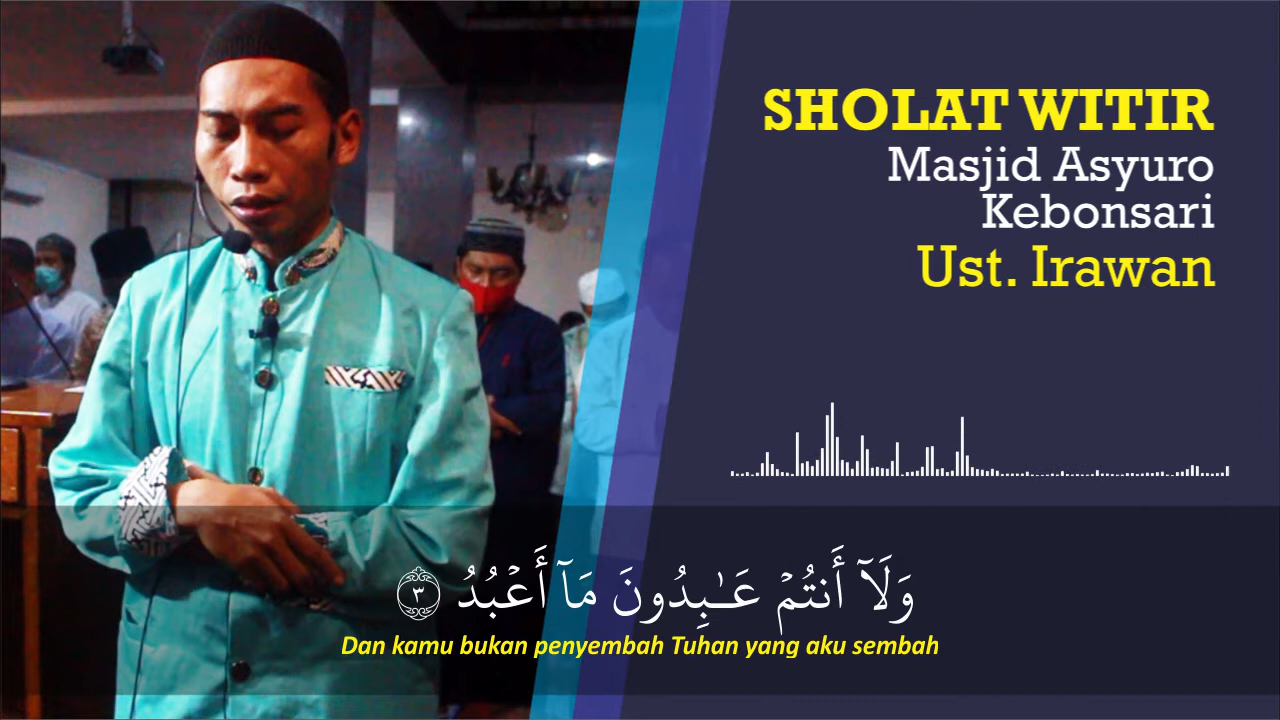 SHOLAT WITIR
Masjid Asyuro
Kebonsari
Ust. Irawan
وَلَآ أَنتُمۡ عَـٰبِدُونَ مَآ أَعۡبُدُ ٣
Dan kamu bukan penyembah Tuhan yang aku sembah